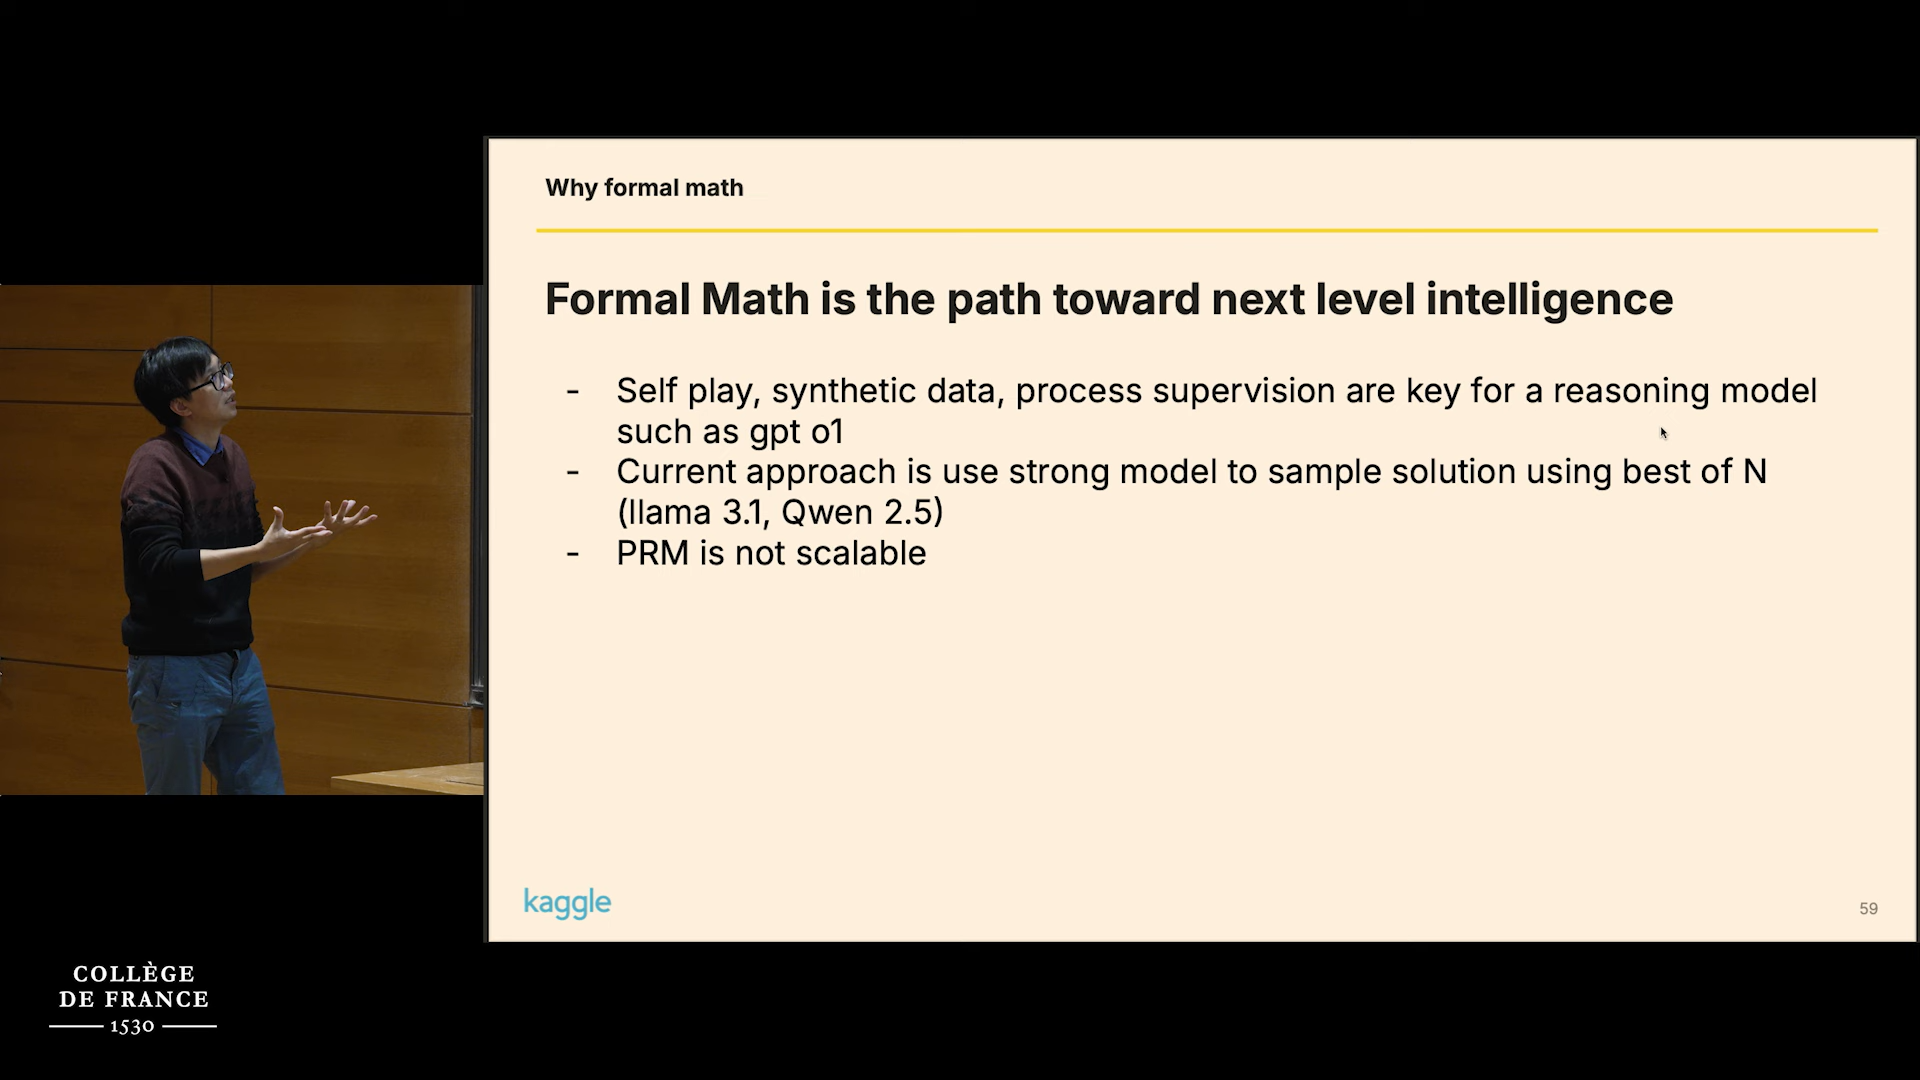 Why formal math
Formal Math is the path toward next level intelligence
- Self play, synthetic data, process supervision are key for a reasoning model
such as gpt o1
- Current approach is use strong model to sample solution using best of N
(llama 3.1, Qwen 2.5)
- PRM is not scalable
kaggle
59
COLLÈGE
DE FRANCE
1530